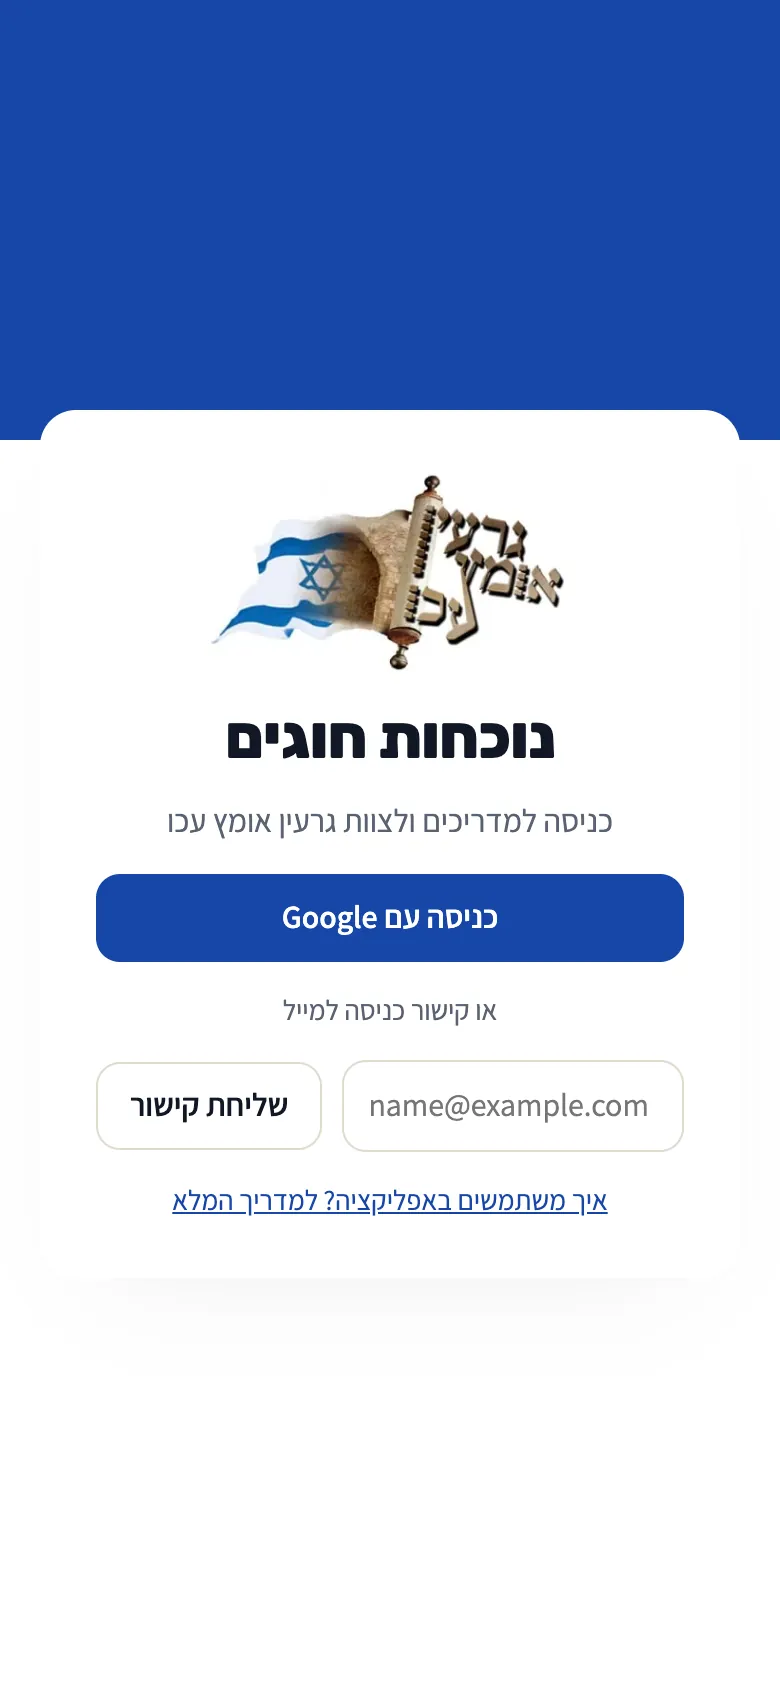 גרעין
אומץ
עכו
נוכחות חוגים
כניסה למדריכים ולצוות גרעין אומץ עכו
כניסה עם Google
או קישור כניסה למייל
name@example.com
שליחת קישור
איך משתמשים באפליקציה? למדריך המלא